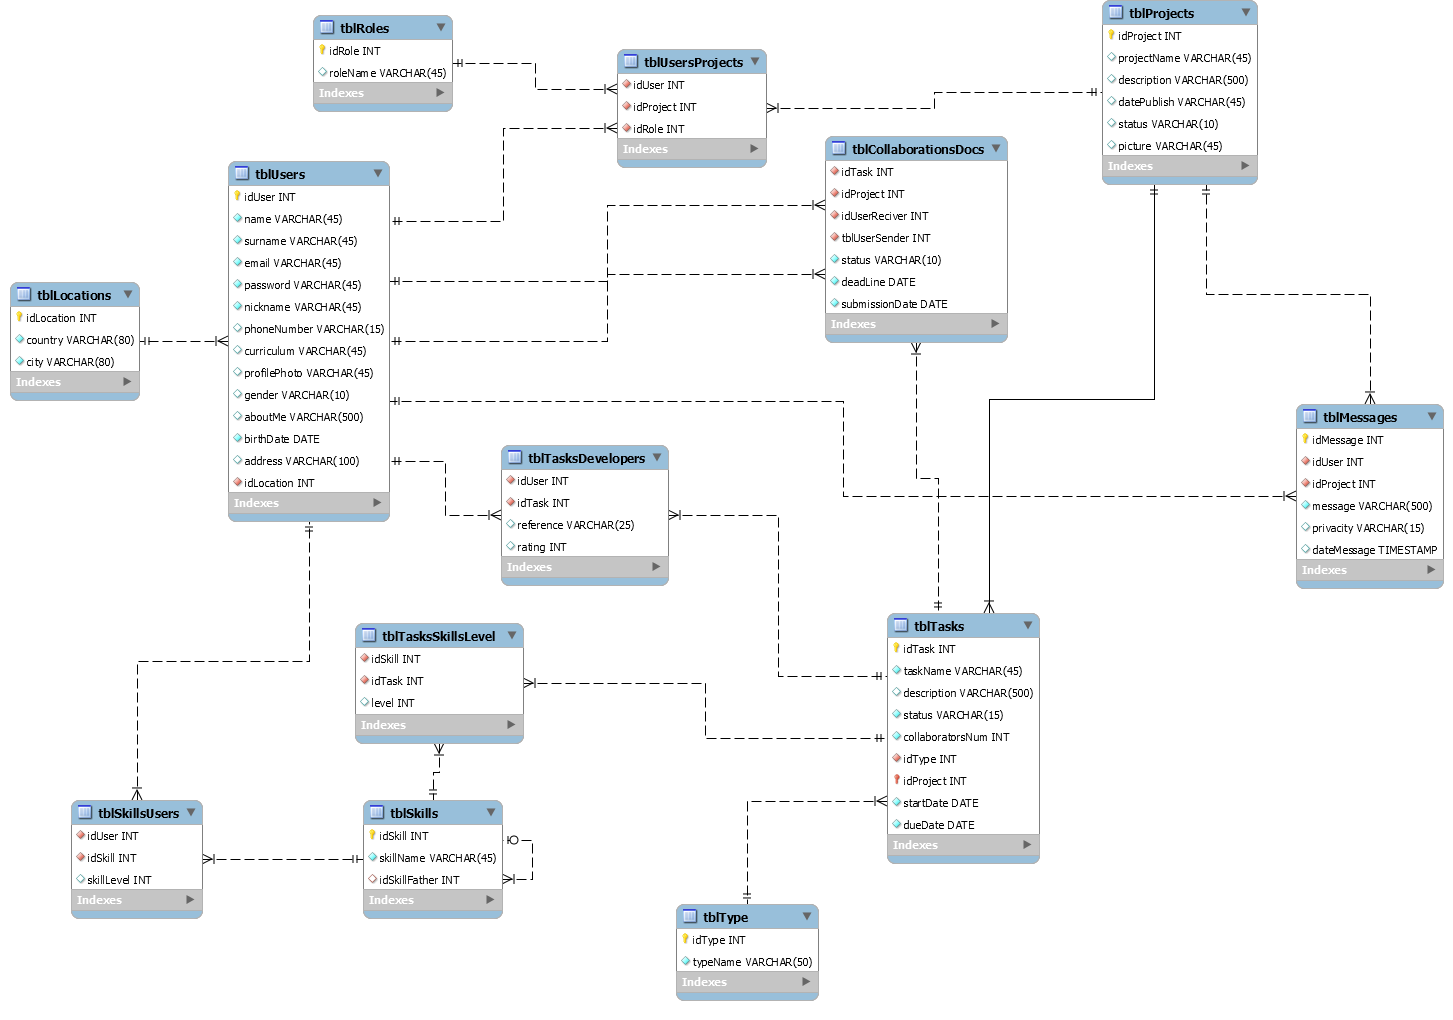 tblRoles
idRole INT
roleName VARCHAR(45)
Indexes
tblUsersProjects
idUser INT
idProject INT
idRole INT
Indexes
tblProjects
idProject INT
projectName VARCHAR(45)
description VARCHAR(500)
datePublish VARCHAR(45)
status VARCHAR(10)
picture VARCHAR(45)
Indexes
tblCollaborationsDocs
idTask INT
idProject INT
idUserReciver INT
tblUserSender INT
status VARCHAR(10)
deadLine DATE
submissionDate DATE
Indexes
tblUsers
idUser INT
name VARCHAR(45)
surname VARCHAR(45)
email VARCHAR(45)
password VARCHAR(45)
nickname VARCHAR(45)
phoneNumber VARCHAR(15)
curriculum VARCHAR(45)
profilePhoto VARCHAR(45)
gender VARCHAR(10)
aboutMe VARCHAR(500)
birthDate DATE
address VARCHAR(100)
idLocation INT
Indexes
tblLocations
idLocation INT
country VARCHAR(80)
city VARCHAR(80)
Indexes
tblMessages
idMessage INT
idUser INT
idProject INT
message VARCHAR(500)
privacity VARCHAR(15)
dateMessage TIMESTAMP
Indexes
tblTasksDevelopers
idUser INT
idTask INT
reference VARCHAR(25)
rating INT
Indexes
tblTasksSkillsLevel
idSkill INT
idTask INT
level INT
Indexes
tblTasks
idTask INT
taskName VARCHAR(45)
description VARCHAR(500)
status VARCHAR(15)
collaboratorsNum INT
idType INT
idProject INT
startDate DATE
dueDate DATE
Indexes
tblSkillsUsers
idUser INT
idSkill INT
skillLevel INT
Indexes
tblSkills
idSkill INT
skillName VARCHAR(45)
idSkillFather INT
Indexes
tblType
idType INT
typeName VARCHAR(50)
Indexes